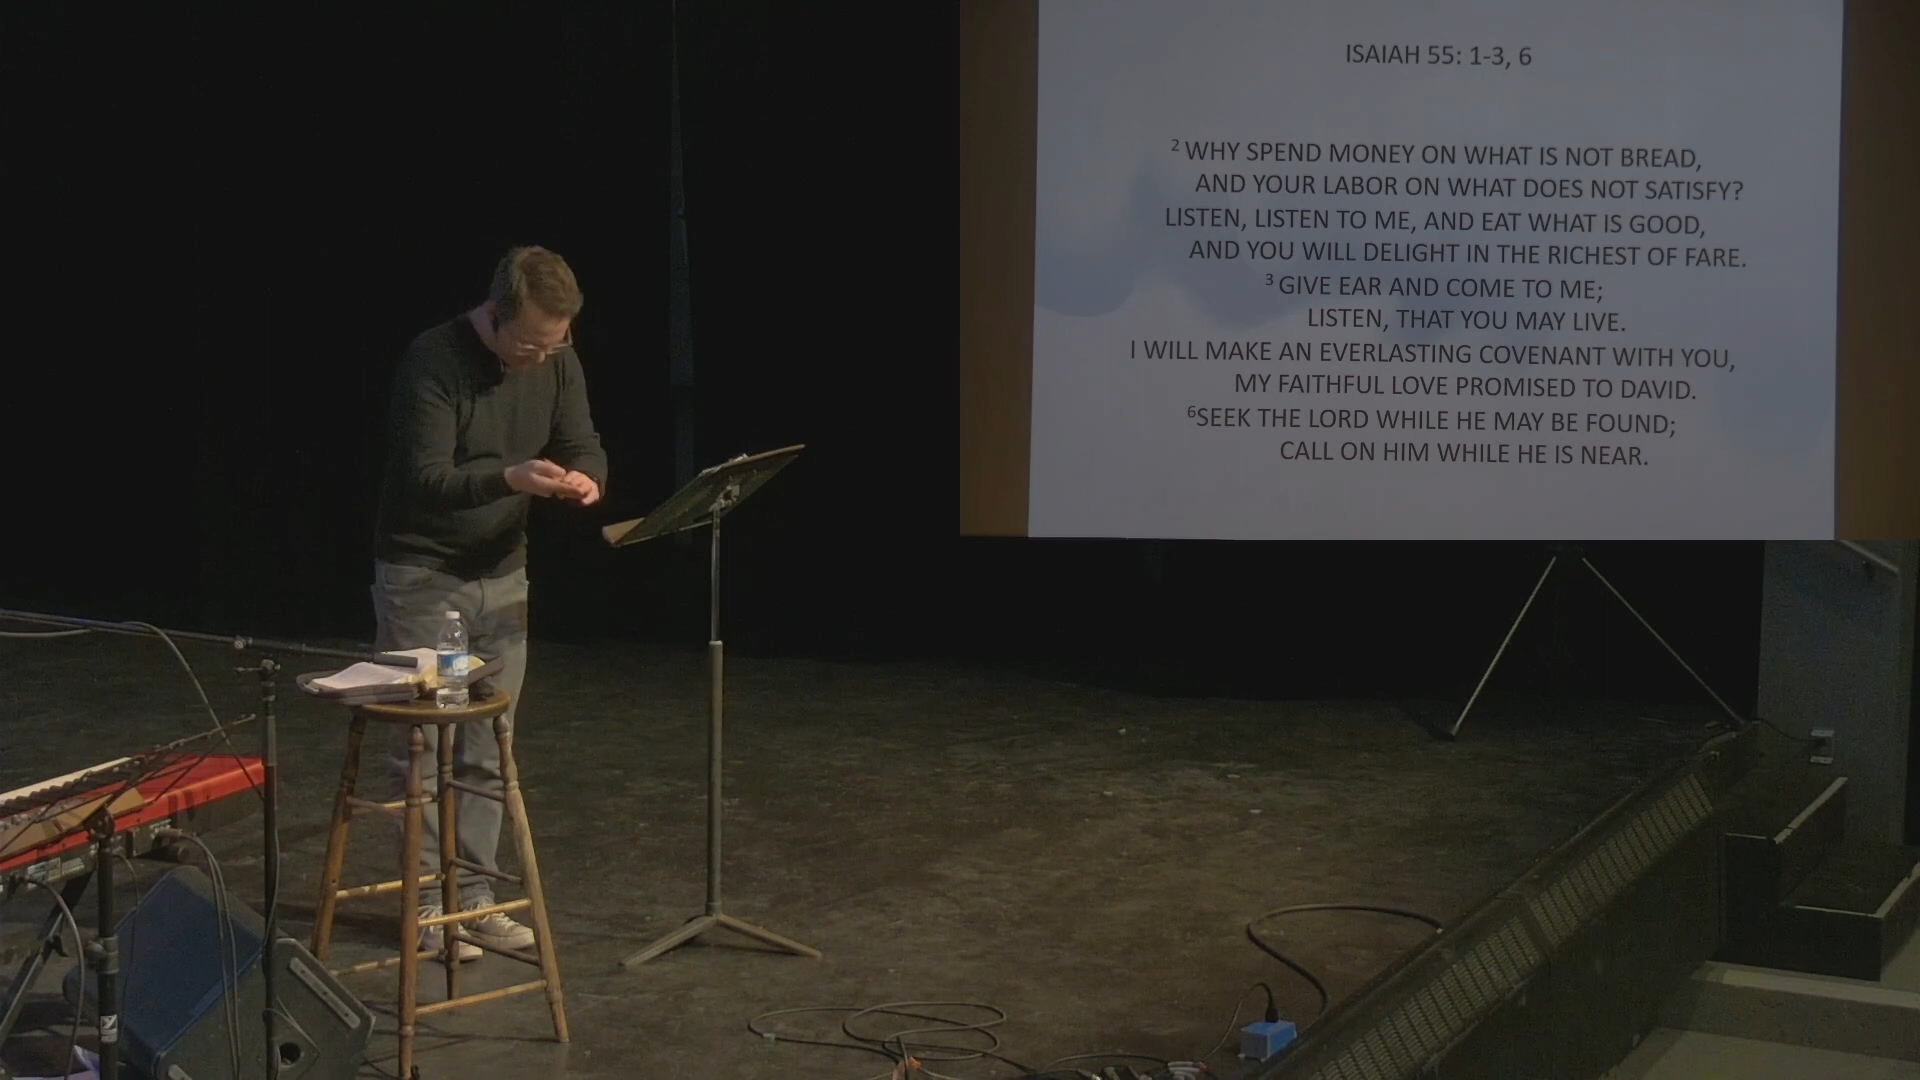 ISAIAH 55: 1-3, 6
2 WHY SPEND MONEY ON WHAT IS NOT BREAD,
AND YOUR LABOR ON WHAT DOES NOT SATISFY?
LISTEN, LISTEN TO ME, AND EAT WHAT IS GOOD,
AND YOU WILL DELIGHT IN THE RICHEST OF FARE.
3 GIVE EAR AND COME TO ME;
LISTEN, THAT YOU MAY LIVE.
I WILL MAKE AN EVERLASTING COVENANT WITH YOU,
MY FAITHFUL LOVE PROMISED TO DAVID.
6SEEK THE LORD WHILE HE MAY BE FOUND;
CALL ON HIM WHILE HE IS NEAR.